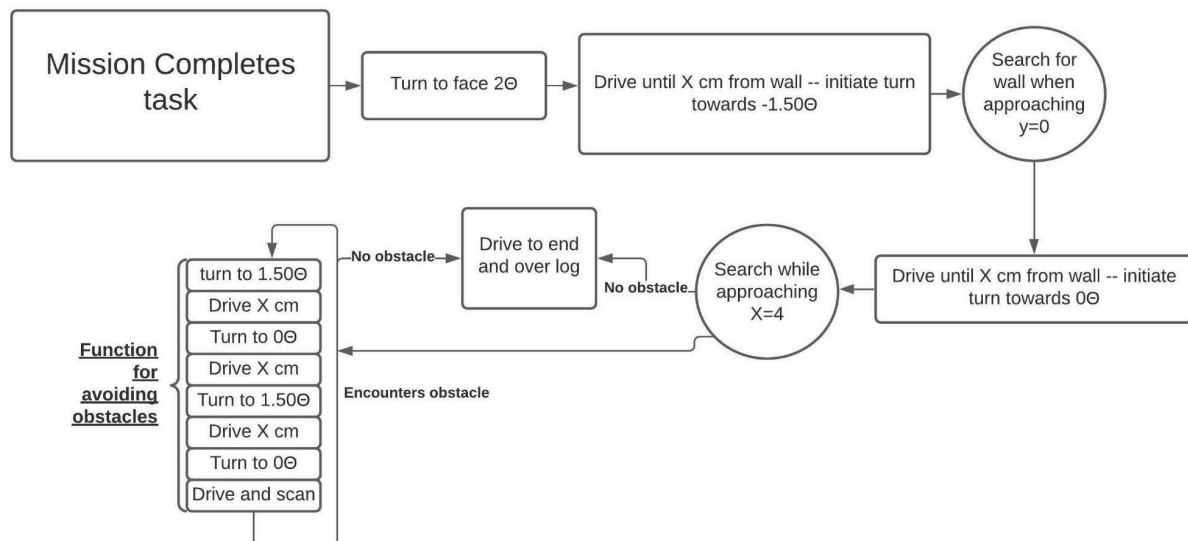 Mission Completes
task
Turn to face 2Θ
Drive until X cm from wall -- initiate turn
towards -1.50Θ
Search for
wall when
approaching
y=0
Drive until X cm from wall -- initiate
turn towards 0Θ
Search while
approaching
X=4
No obstacle
Drive to end
and over log
No obstacle
Encounters obstacle
Function
for
avoiding
obstacles
turn to 1.50Θ
Drive X cm
Turn to 0Θ
Drive X cm
Turn to 1.50Θ
Drive X cm
Turn to 0Θ
Drive and scan